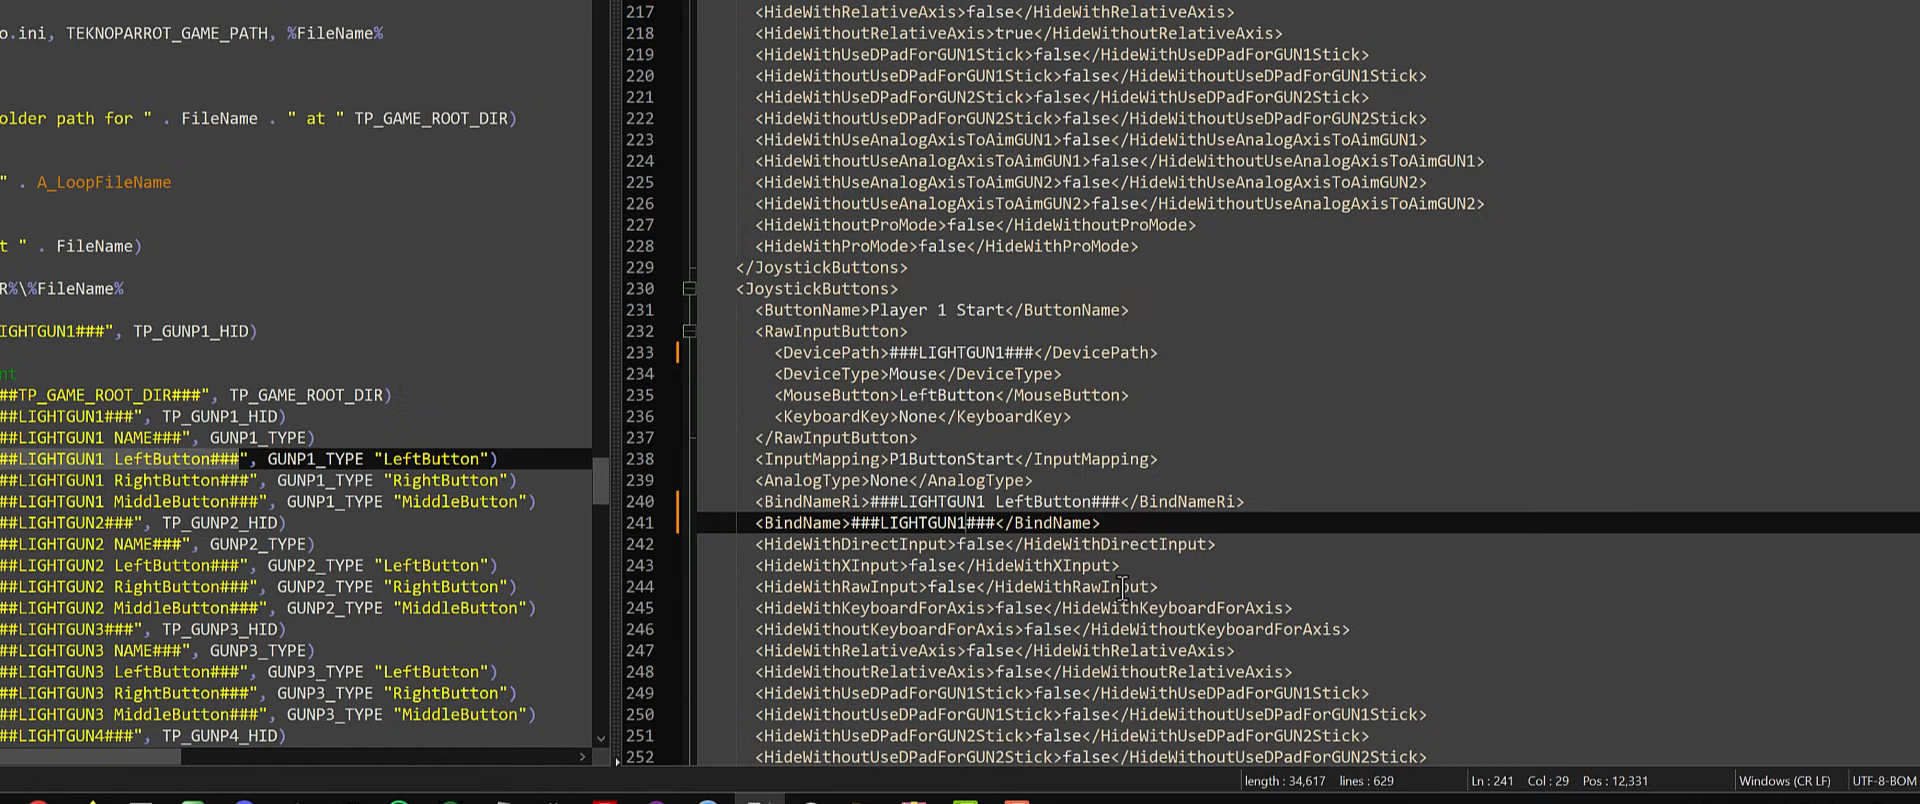 o.ini, TEKNOPARROT_GAME_PATH, %FileName%
older path for " . FileName . " at " TP_GAME_ROOT_DIR)
" . A_LoopFileName
t " . FileName)
R%\%FileName%
IGHTGUN1###", TP_GUNP1_HID)
nt
##TP_GAME_ROOT_DIR###", TP_GAME_ROOT_DIR)
##LIGHTGUN1###", TP_GUNP1_HID)
##LIGHTGUN1 NAME###", GUNP1_TYPE)
##LIGHTGUN1 LeftButton###", GUNP1_TYPE "LeftButton")
##LIGHTGUN1 RightButton###", GUNP1_TYPE "RightButton")
##LIGHTGUN1 MiddleButton###", GUNP1_TYPE "MiddleButton")
##LIGHTGUN2###", TP_GUNP2_HID)
##LIGHTGUN2 NAME###", GUNP2_TYPE)
##LIGHTGUN2 LeftButton###", GUNP2_TYPE "LeftButton")
##LIGHTGUN2 RightButton###", GUNP2_TYPE "RightButton")
##LIGHTGUN2 MiddleButton###", GUNP2_TYPE "MiddleButton")
##LIGHTGUN3###", TP_GUNP3_HID)
##LIGHTGUN3 NAME###", GUNP3_TYPE)
##LIGHTGUN3 LeftButton###", GUNP3_TYPE "LeftButton")
##LIGHTGUN3 RightButton###", GUNP3_TYPE "RightButton")
##LIGHTGUN3 MiddleButton###", GUNP3_TYPE "MiddleButton")
##LIGHTGUN4###", TP_GUNP4_HID)
217 <HideWithRelativeAxis>false</HideWithRelativeAxis>
218 <HideWithoutRelativeAxis>true</HideWithoutRelativeAxis>
219 <HideWithUseDPadForGUN1Stick>false</HideWithUseDPadForGUN1Stick>
220 <HideWithoutUseDPadForGUN1Stick>false</HideWithoutUseDPadForGUN1Stick>
221 <HideWithUseDPadForGUN2Stick>false</HideWithUseDPadForGUN2Stick>
222 <HideWithoutUseDPadForGUN2Stick>false</HideWithoutUseDPadForGUN2Stick>
223 <HideWithUseAnalogAxisToAimGUN1>false</HideWithUseAnalogAxisToAimGUN1>
224 <HideWithoutUseAnalogAxisToAimGUN1>false</HideWithoutUseAnalogAxisToAimGUN1>
225 <HideWithUseAnalogAxisToAimGUN2>false</HideWithUseAnalogAxisToAimGUN2>
226 <HideWithoutUseAnalogAxisToAimGUN2>false</HideWithoutUseAnalogAxisToAimGUN2>
227 <HideWithoutProMode>false</HideWithoutProMode>
228 <HideWithProMode>false</HideWithProMode>
229 </JoystickButtons>
230 <JoystickButtons>
231 <ButtonName>Player 1 Start</ButtonName>
232 <RawInputButton>
233 <DevicePath>###LIGHTGUN1###</DevicePath>
234 <DeviceType>Mouse</DeviceType>
235 <MouseButton>LeftButton</MouseButton>
236 <KeyboardKey>None</KeyboardKey>
237 </RawInputButton>
238 <InputMapping>P1ButtonStart</InputMapping>
239 <AnalogType>None</AnalogType>
240 <BindNameRi>###LIGHTGUN1 LeftButton###</BindNameRi>
241 <BindName>###LIGHTGUN1###</BindName>
242 <HideWithDirectInput>false</HideWithDirectInput>
243 <HideWithXInput>false</HideWithXInput>
244 <HideWithRawInput>false</HideWithRawInput>
245 <HideWithKeyboardForAxis>false</HideWithKeyboardForAxis>
246 <HideWithoutKeyboardForAxis>false</HideWithoutKeyboardForAxis>
247 <HideWithRelativeAxis>false</HideWithRelativeAxis>
248 <HideWithoutRelativeAxis>false</HideWithoutRelativeAxis>
249 <HideWithUseDPadForGUN1Stick>false</HideWithUseDPadForGUN1Stick>
250 <HideWithoutUseDPadForGUN1Stick>false</HideWithoutUseDPadForGUN1Stick>
251 <HideWithUseDPadForGUN2Stick>false</HideWithUseDPadForGUN2Stick>
252 <HideWithoutUseDPadForGUN2Stick>false</HideWithoutUseDPadForGUN2Stick>
length : 34,617 lines : 629 Ln : 241 Col : 29 Pos : 12,331 Windows (CR LF) UTF-8-BOM